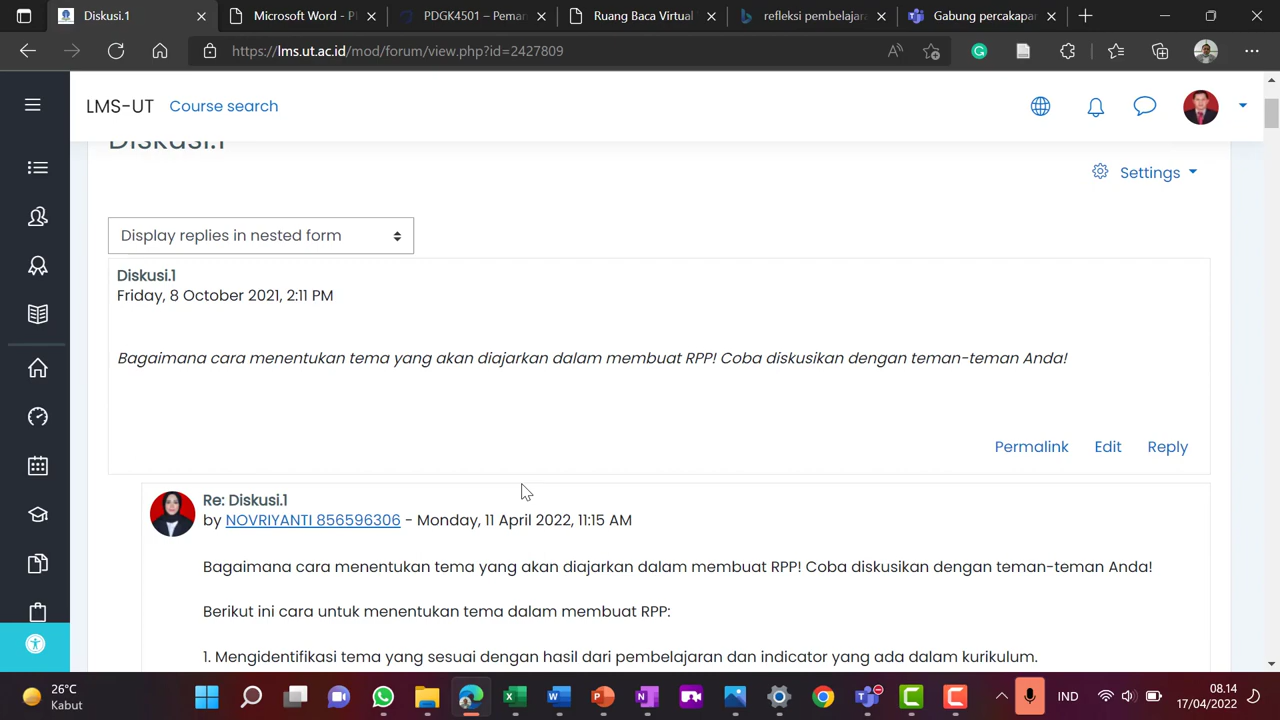 Diskusi.1
Microsoft Word - PL
PDGK4501 – Peman
Ruang Baca Virtual
refleksi pembelajara
Gabung percakapa
https://lms.ut.ac.id/mod/forum/view.php?id=2427809
LMS-UT Course search
Diskusi.1
Settings
Display replies in nested form
Diskusi.1
Friday, 8 October 2021, 2:11 PM
Bagaimana cara menentukan tema yang akan diajarkan dalam membuat RPP! Coba diskusikan dengan teman-teman Anda!
Permalink Edit Reply
Re: Diskusi.1
by NOVRIYANTI 856596306 - Monday, 11 April 2022, 11:15 AM
Bagaimana cara menentukan tema yang akan diajarkan dalam membuat RPP! Coba diskusikan dengan teman-teman Anda!
Berikut ini cara untuk menentukan tema dalam membuat RPP:
1. Mengidentifikasi tema yang sesuai dengan hasil dari pembelajaran dan indicator yang ada dalam kurikulum.
26°C
Kabut
IND
08.14
17/04/2022